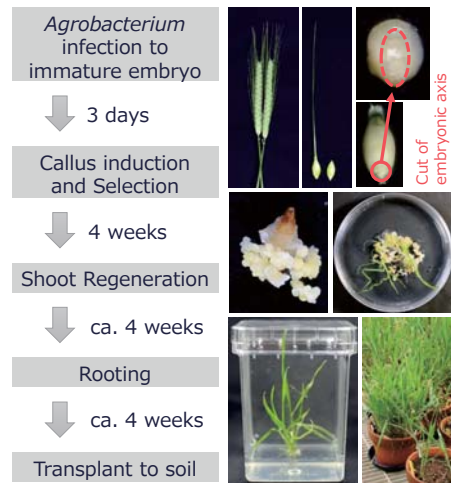 Agrobacterium
infection to
immature embryo
3 days
Callus induction
and Selection
4 weeks
Shoot Regeneration
ca. 4 weeks
Rooting
ca. 4 weeks
Transplant to soil
Cut of
embryonic axis